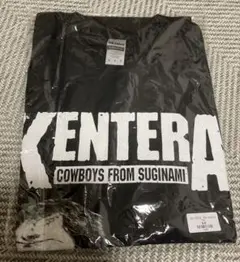 KENTERA
COWBOYS FROM SUGINAMI